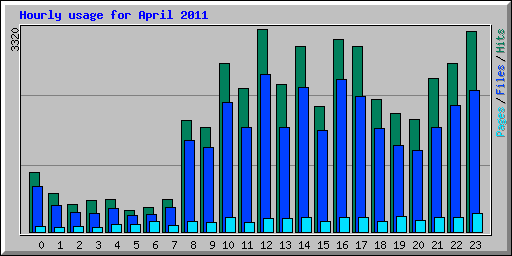 Hourly usage for April 2011
3320
Pages/Files/Hits
0 1 2 3 4 5 6 7 8 9 10 11 12 13 14 15 16 17 18 19 20 21 22 23